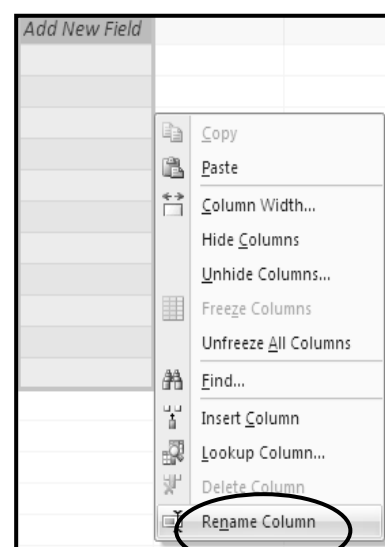 Add New Field
Copy
Paste
Column Width...
Hide Columns
Unhide Columns...
Freeze Columns
Unfreeze All Columns
Find...
Insert Column
Lookup Column...
Delete Column
Rename Column